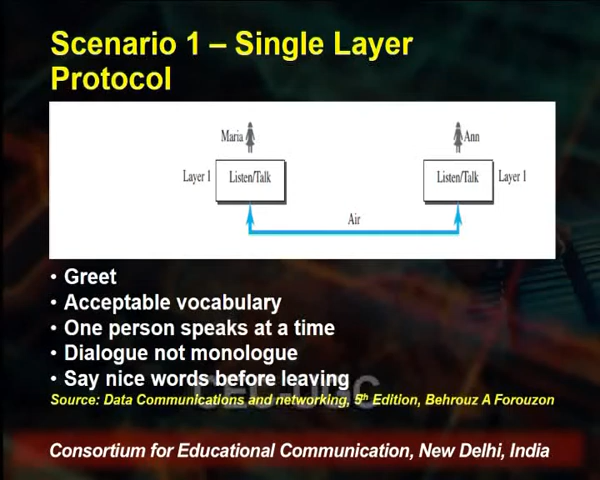 Scenario 1 – Single Layer
Protocol
Maria
Ann
Layer 1
Listen/Talk
Listen/Talk
Layer 1
Air
• Greet
• Acceptable vocabulary
• One person speaks at a time
• Dialogue not monologue
• Say nice words before leaving
CEC-UGC
Source: Data Communications and networking, 5th Edition, Behrouz A Forouzon
Consortium for Educational Communication, New Delhi, India